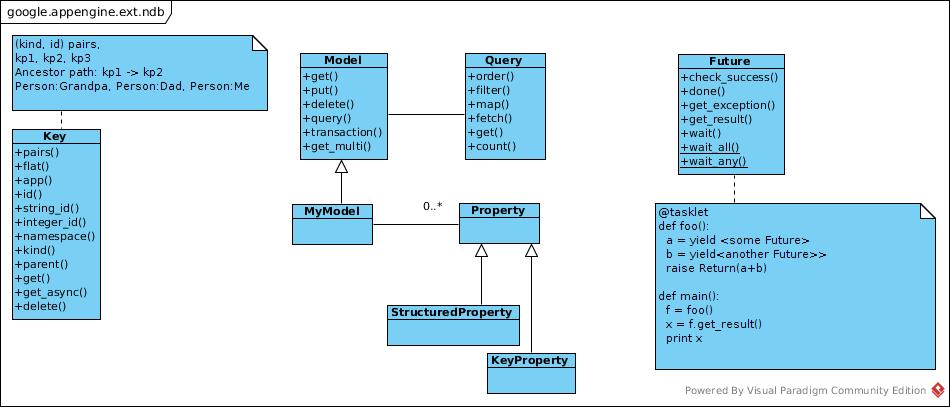 google.appengine.ext.ndb
(kind, id) pairs,
kp1, kp2, kp3
Ancestor path: kp1 -> kp2
Person:Grandpa, Person:Dad, Person:Me
Key
+pairs()
+flat()
+app()
+id()
+string_id()
+integer_id()
+namespace()
+kind()
+parent()
+get()
+get_async()
+delete()
Model
+get()
+put()
+delete()
+query()
+transaction()
+get_multi()
Query
+order()
+filter()
+map()
+fetch()
+get()
+count()
MyModel
0..*
Property
StructuredProperty
KeyProperty
Future
+check_success()
+done()
+get_exception()
+get_result()
+wait()
+wait_all()
+wait_any()
@tasklet
def foo():
  a = yield <some Future>
  b = yield<another Future>>
  raise Return(a+b)
def main():
  f = foo()
  x = f.get_result()
  print x
Powered By Visual Paradigm Community Edition